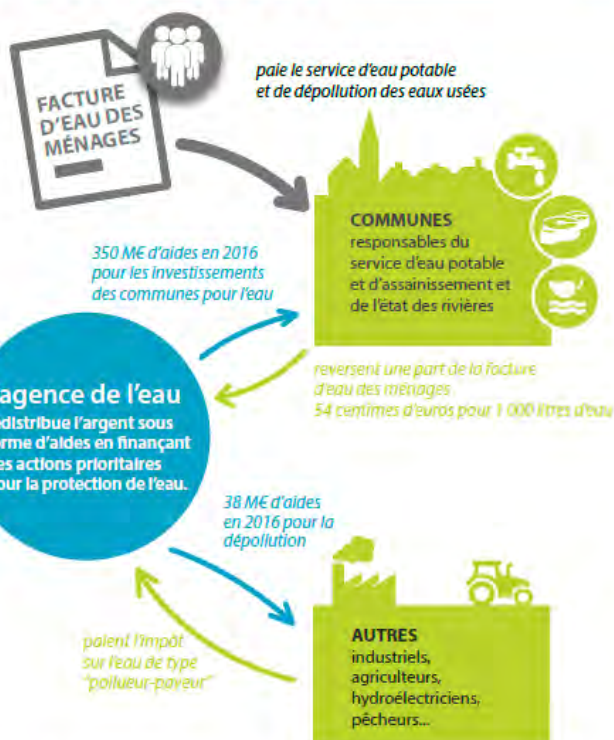 FACTURE
D'EAU DES
MÉNAGES
paie le service d'eau potable
et de dépollution des eaux usées
COMMUNES
responsables du
service d'eau potable
et d'assainissement et
de l'état des rivières
350 M€ d'aides en 2016
pour les investissements
des communes pour l'eau
reversent une part de la facture
d'eau des ménages
54 centimes d'euros pour 1 000 litres d'eau
agence de l'eau
edistribue l'argent sous
orme d'aides en finançant
es actions prioritaires
our la protection de l'eau.
38 M€ d'aides
en 2016 pour la
dépollution
paient l'impôt
sur l'eau de type
"pollueur-payeur"
AUTRES
industriels,
agriculteurs,
hydroélectriciens,
pêcheurs...